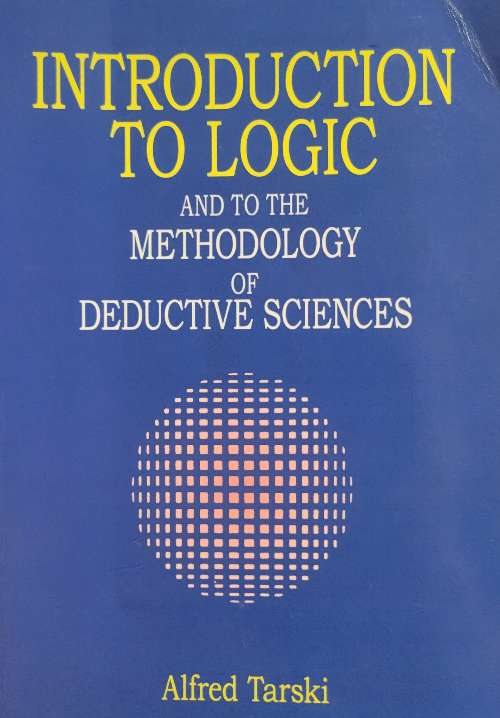 INTRODUCTION
TO LOGIC
AND TO THE
METHODOLOGY
OF
DEDUCTIVE SCIENCES
Alfred Tarski